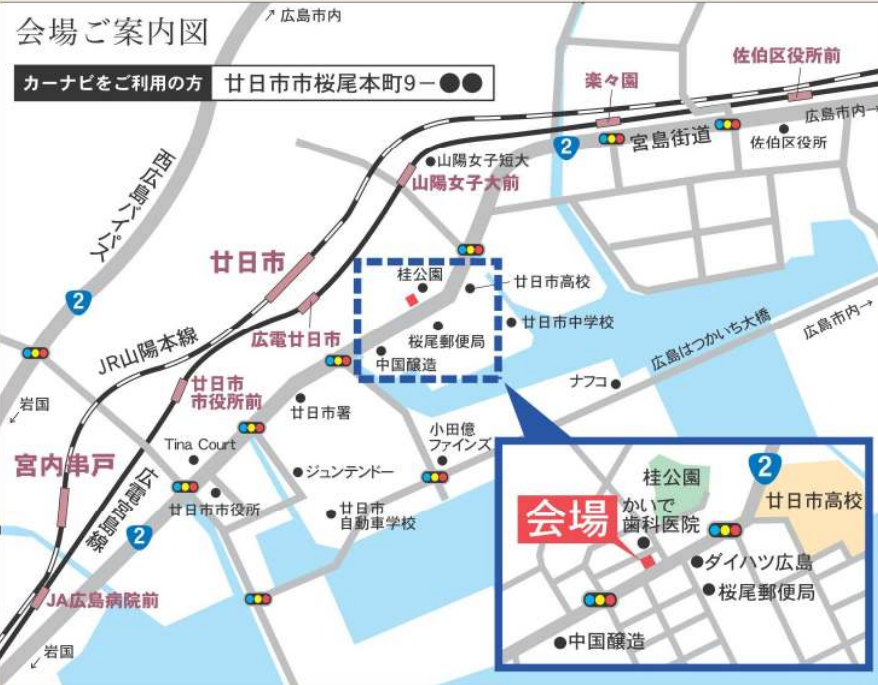 会場ご案内図
カーナビをご利用の方
廿日市市桜尾本町9−●●
↗広島市内
佐伯区役所前
楽々園
広島市内→
2
宮島街道
佐伯区役所
西広島バイパス
山陽女子短大
山陽女子大前
廿日市
桂公園
廿日市高校
2
広電廿日市
桜尾郵便局
廿日市中学校
広島はつかいち大橋
広島市内→
JR山陽本線
中国醸造
ナフコ
廿日市
市役所前
廿日市署
↙岩国
小田億
ファインズ
Tina Court
宮内串戸
広電宮島線
ジュンテンドー
廿日市市役所
廿日市
自動車学校
2
JA広島病院前
↙岩国
桂公園
2
廿日市高校
会場
かいで
歯科医院
ダイハツ広島
桜尾郵便局
中国醸造